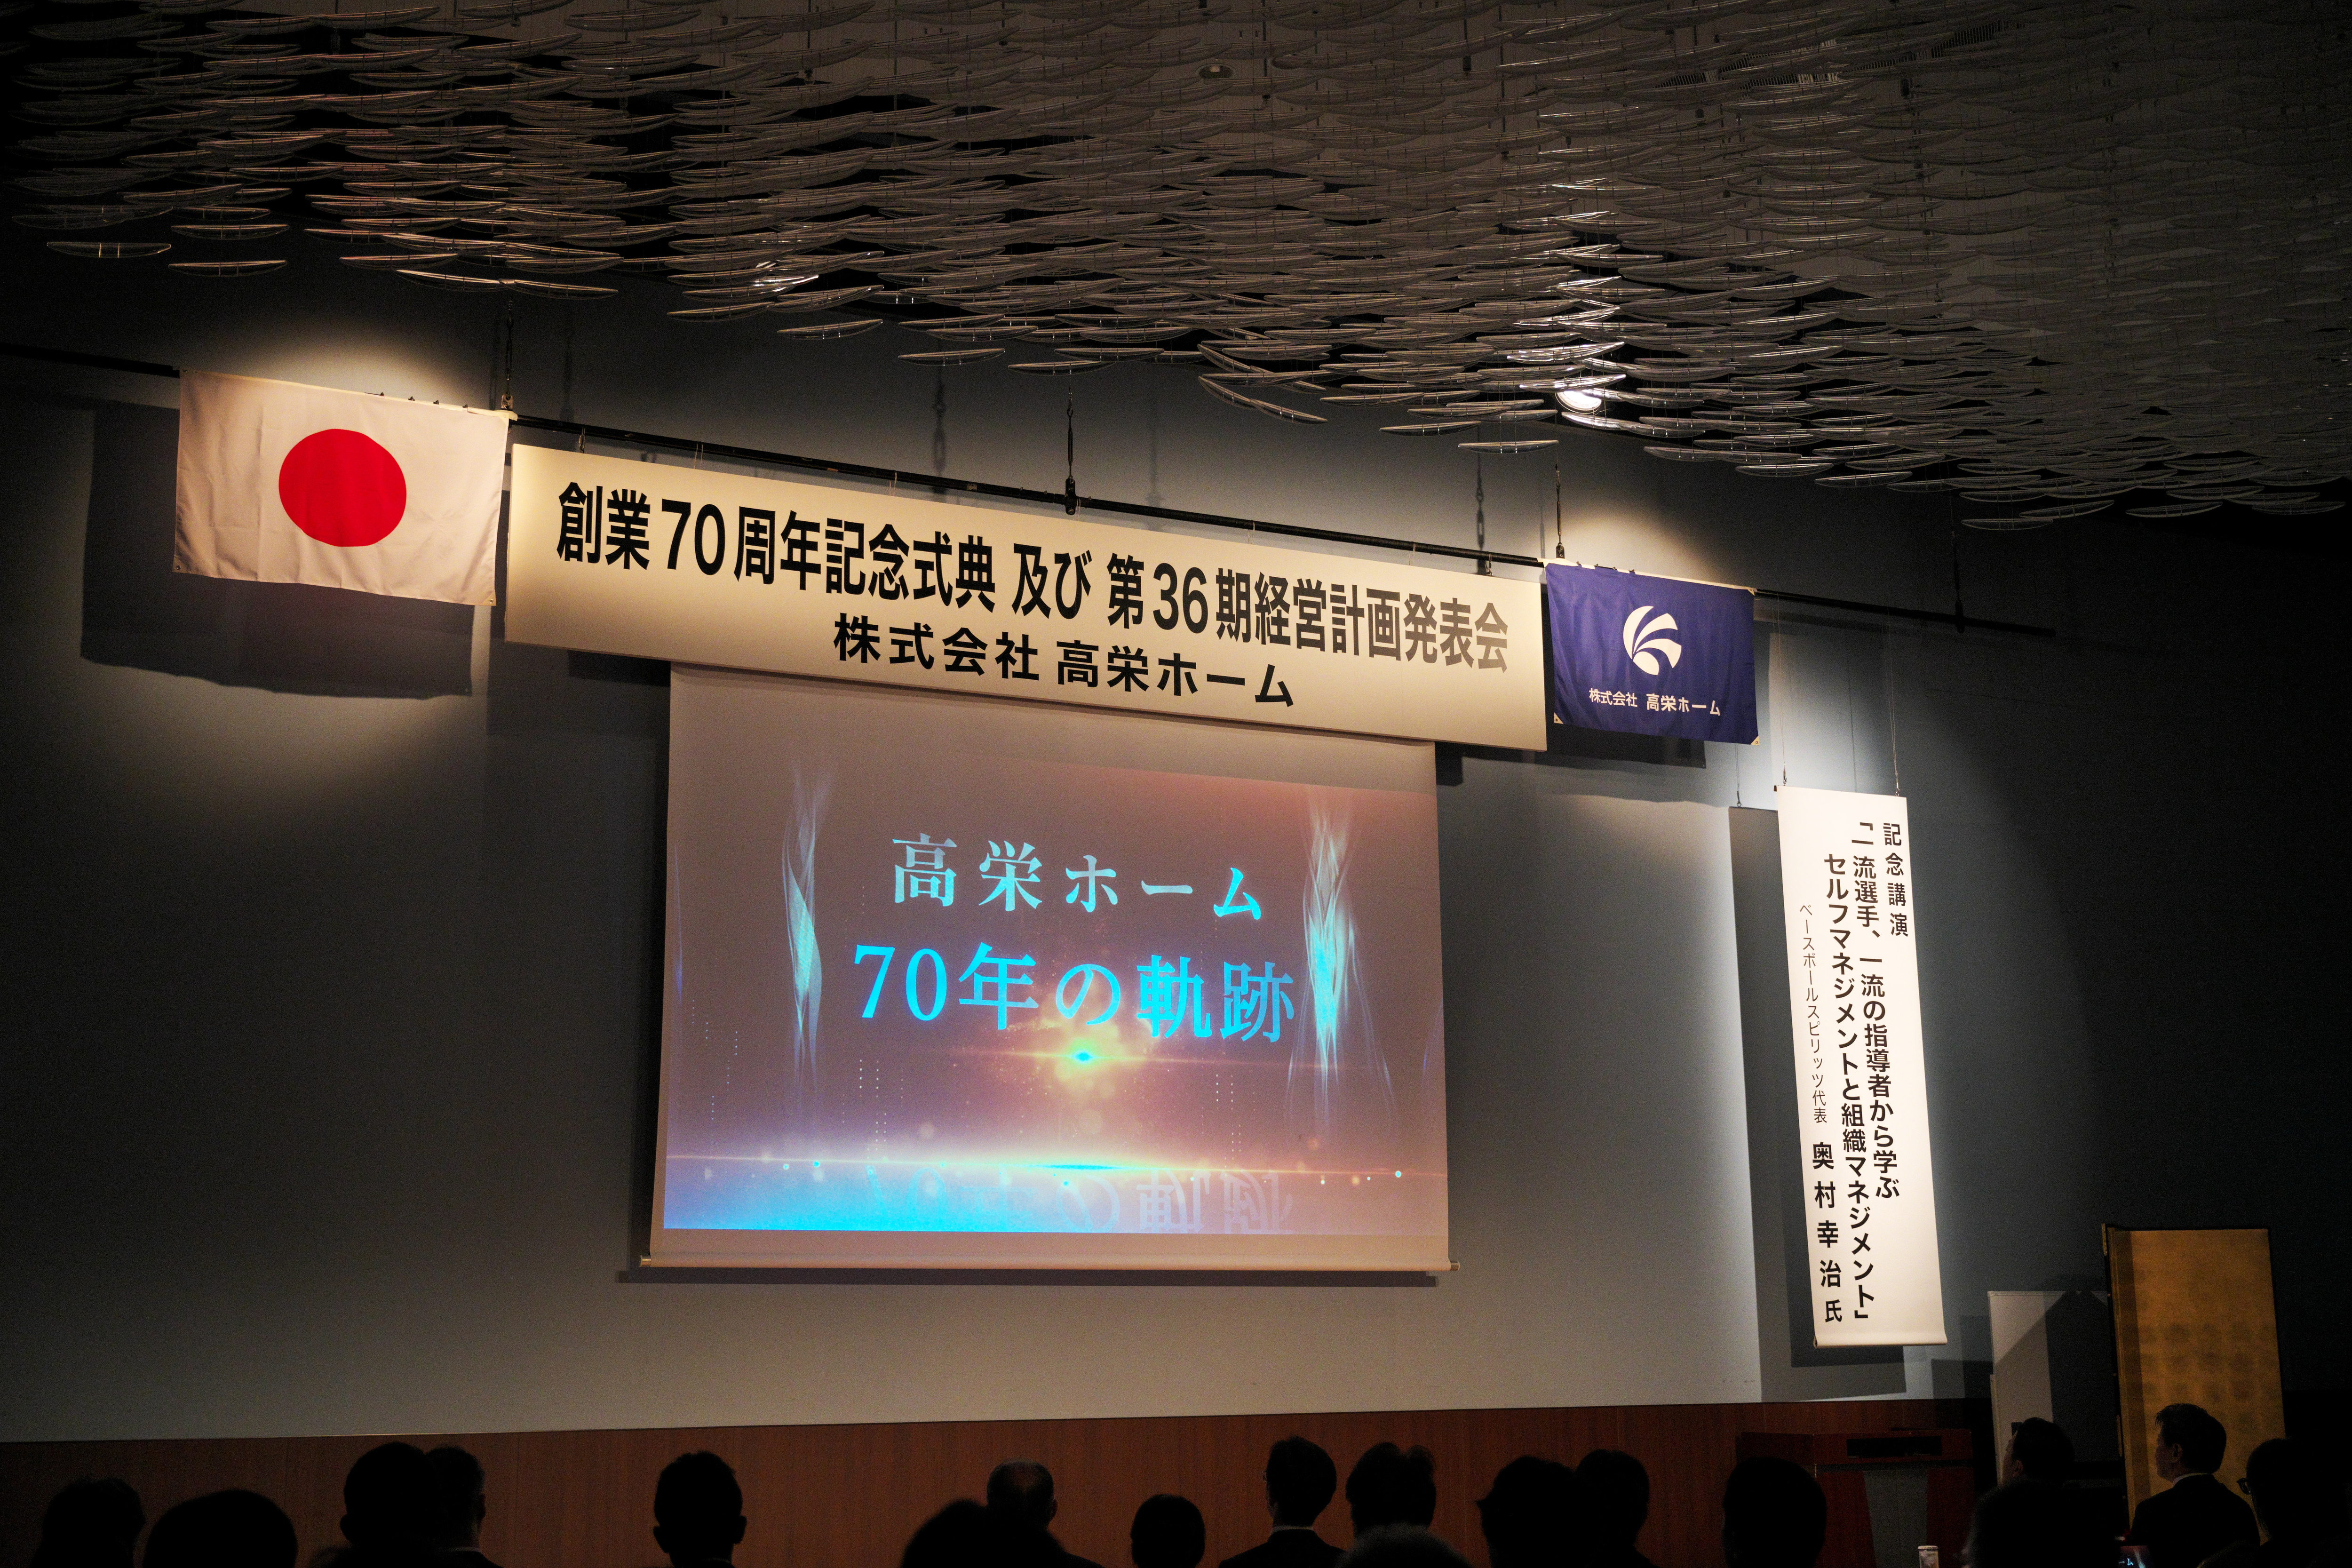 創業70周年記念式典 及び 第36期経営計画発表会
株式会社 高栄ホーム
株式会社 高栄ホーム
高栄ホーム
70年の軌跡
記念講演
「一流選手、一流の指導者から学ぶ
セルフマネジメントと組織マネジメント」
ベースボールスピリッツ代表 奥村幸治氏